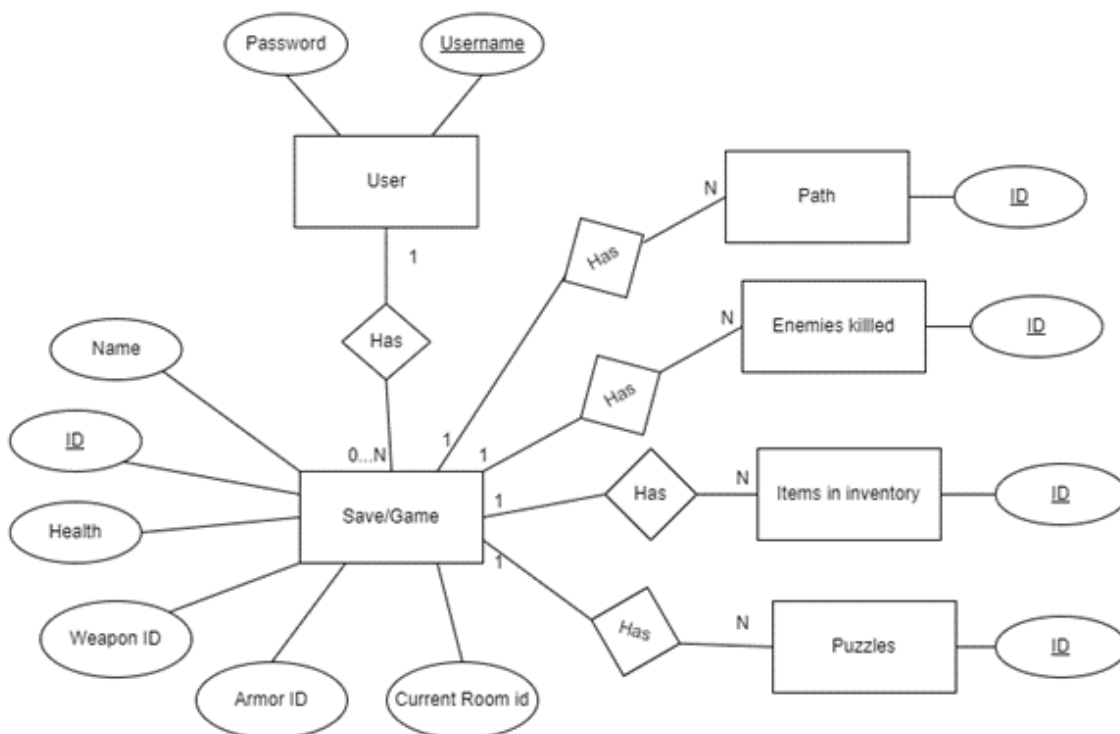 Password
Username
User
1
Has
0...N
Name
ID
Health
Weapon ID
Armor ID
Current Room id
Save/Game
1
Has
N
Path
ID
1
Has
N
Enemies killled
ID
1
Has
N
Items in inventory
ID
1
Has
N
Puzzles
ID